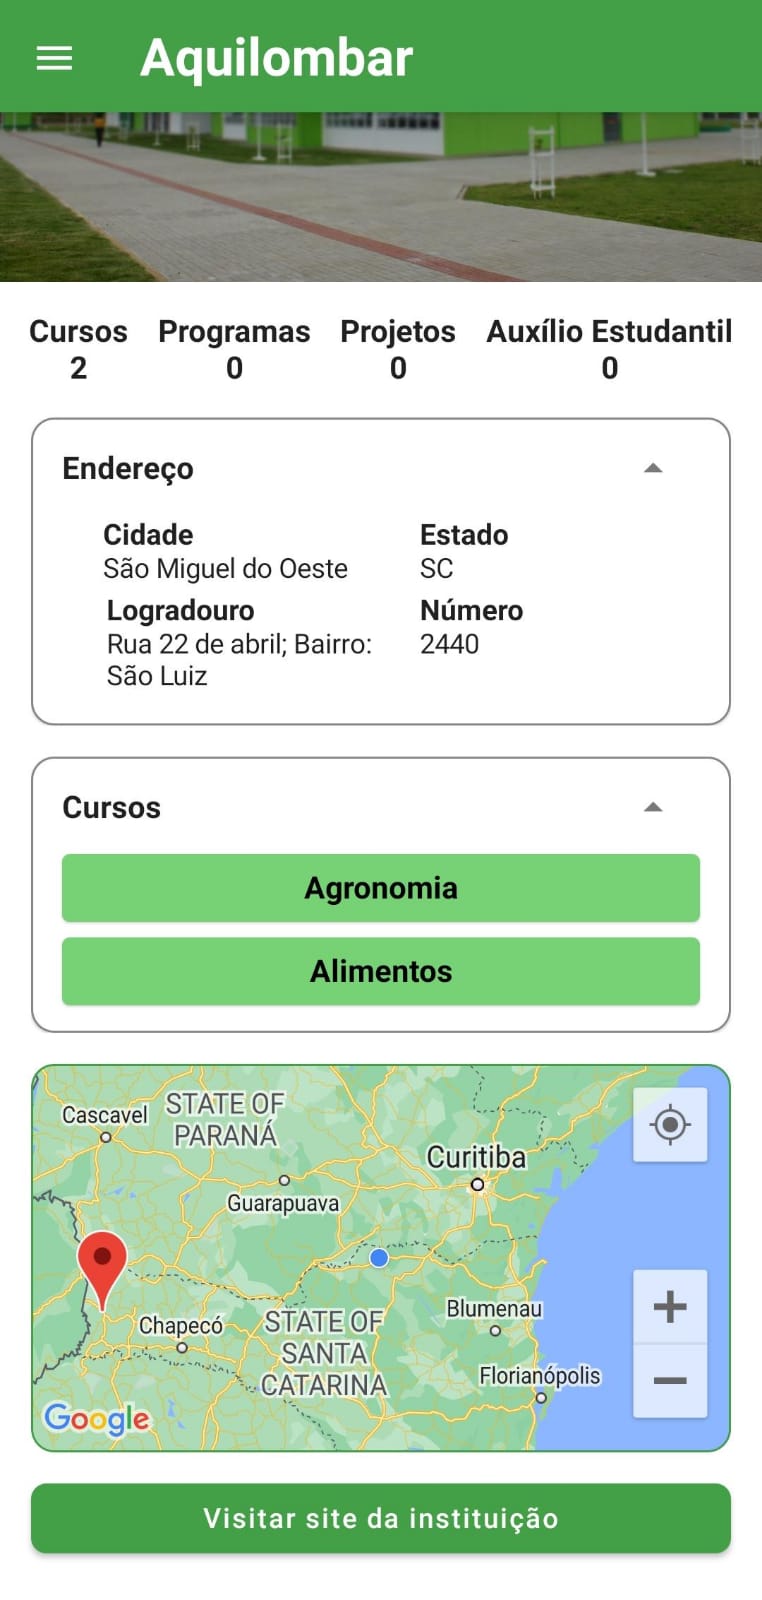 Aquilombar
Cursos Programas Projetos Auxílio Estudantil
2 0 0 0
Endereço
Cidade Estado
São Miguel do Oeste SC
Logradouro Número
Rua 22 de abril; Bairro: 2440
São Luiz
Cursos
Agronomia
Alimentos
STATE OF
Cascavel
PARANÁ
Curitiba
Guarapuava
Blumenau
Chapecó STATE OF
SANTA
Florianópolis
CATARINA
Google
Visitar site da instituição